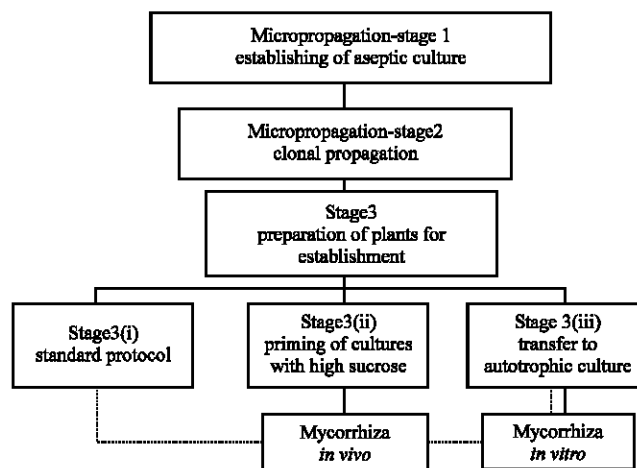 Micropropagation-stage 1
establishing of aseptic culture
Micropropagation-stage2
clonal propagation
Stage3
preparation of plants for
establishment
Stage3(i)
standard protocol
Stage3(ii)
priming of cultures
with high sucrose
Stage 3(iii)
transfer to
autotrophic culture
Mycorrhiza
in vivo
Mycorrhiza
in vitro